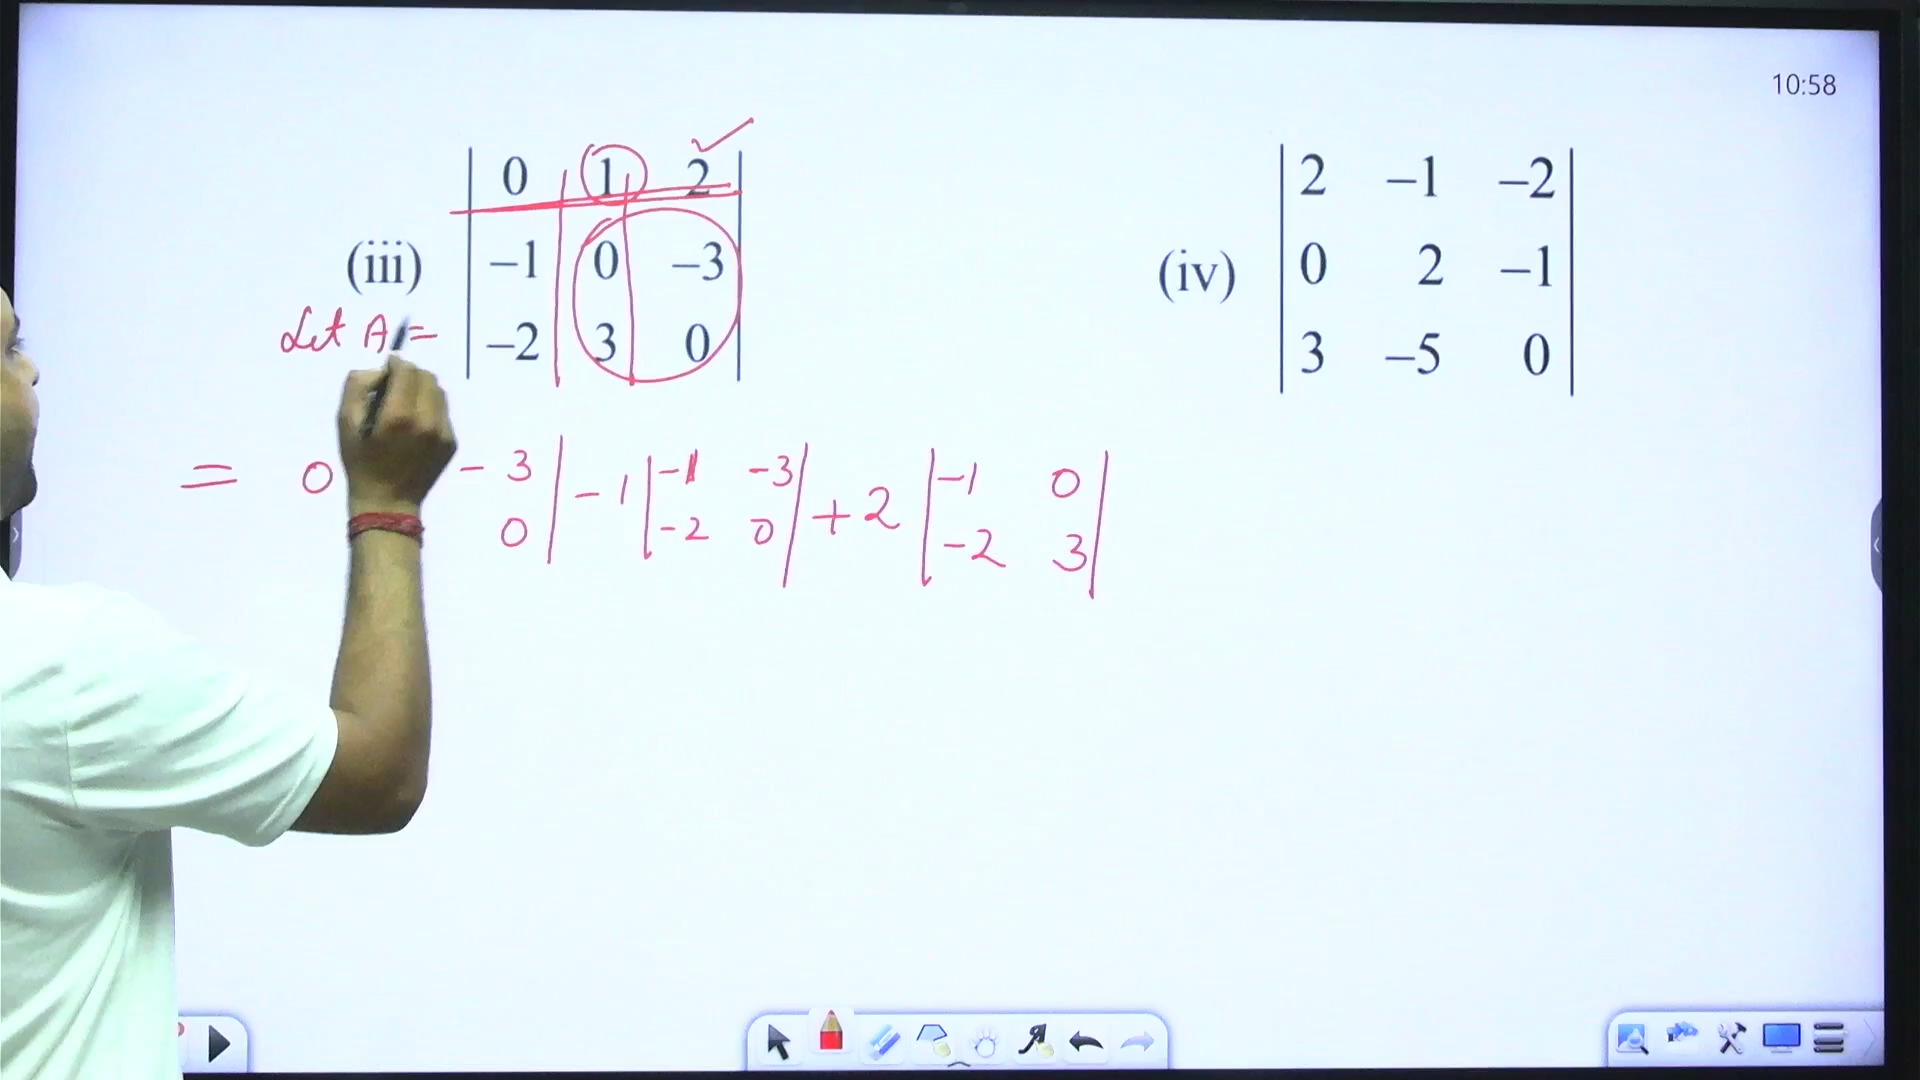 10:58
(iii) | 0 1 2 |
| −1 0 −3 |
| −2 3 0 |
(iv) | 2 −1 −2 |
| 0 2 −1 |
| 3 −5 0 |
Let A =
= 0 - 3 | - 1 | -1 -3 | + 2 | -1 0 |
0 | | -2 0 | | -2 3 |